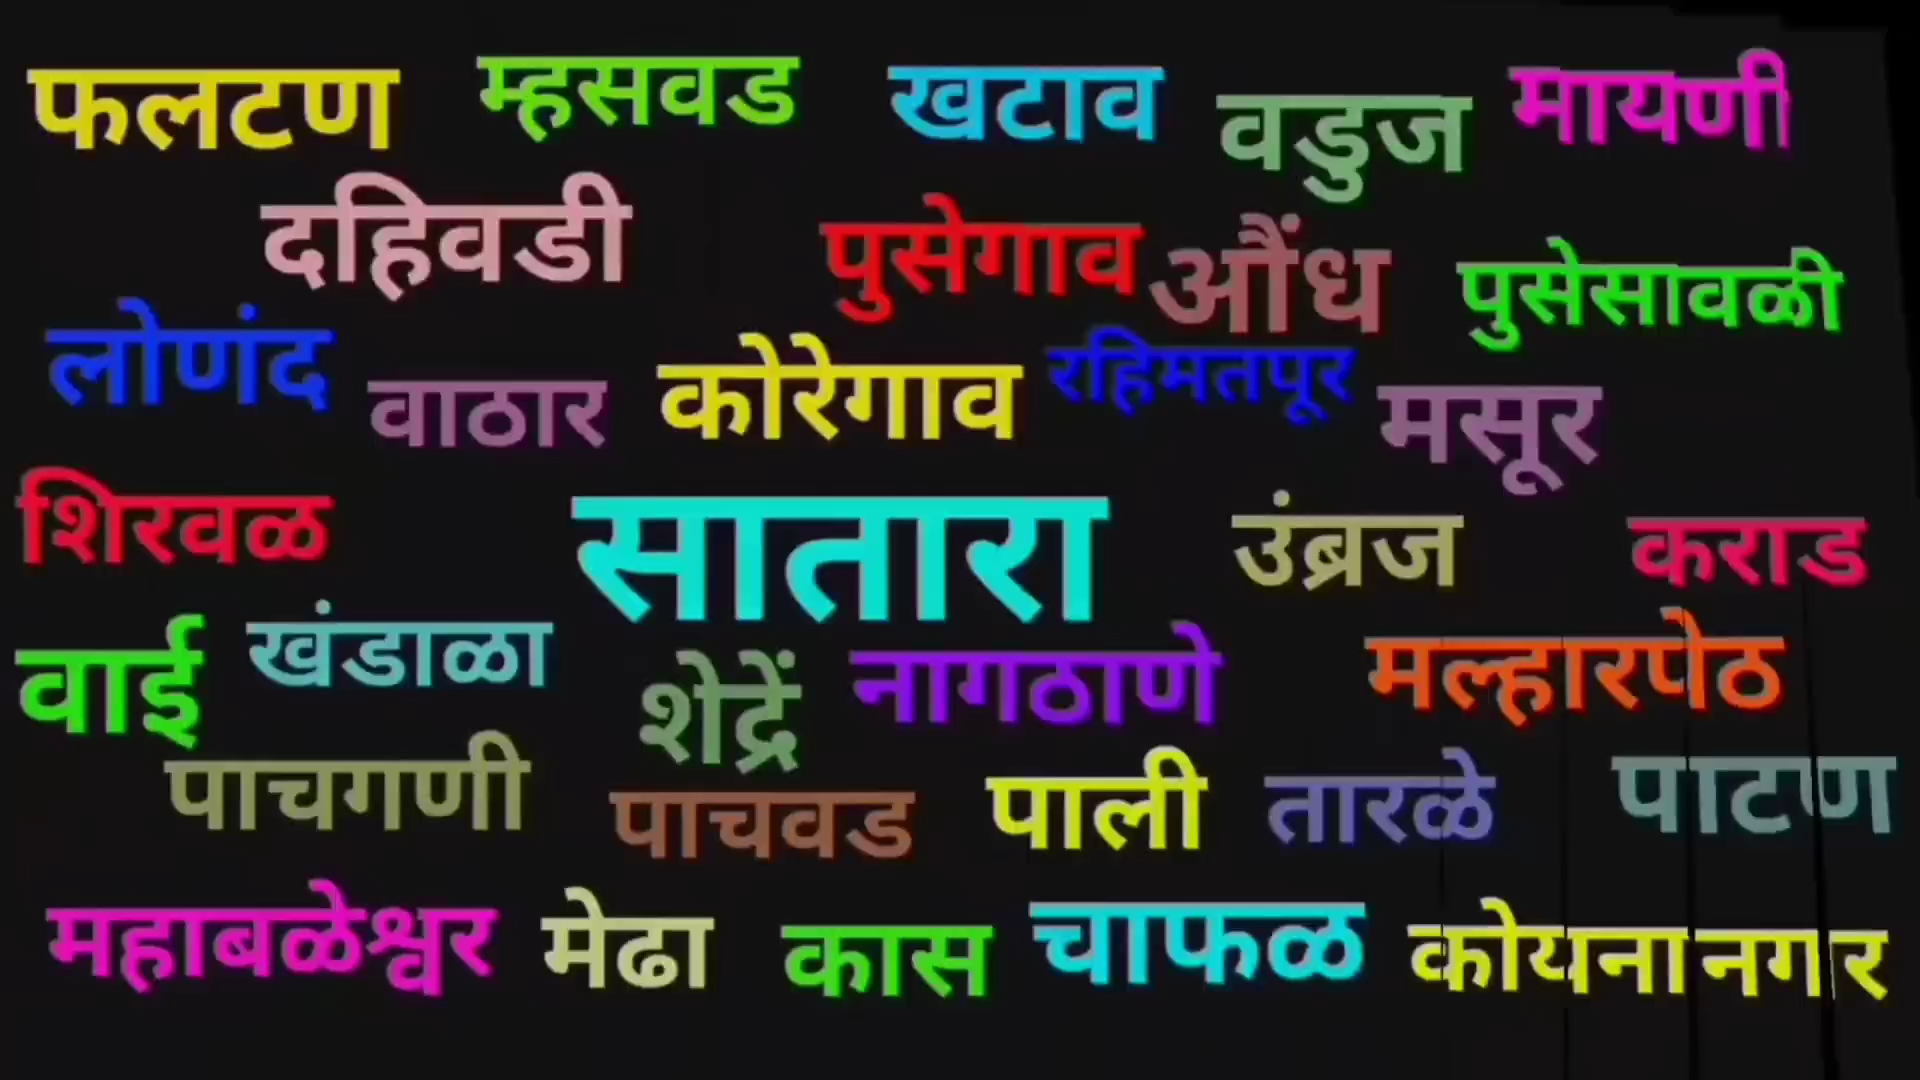 फलटण म्हसवड खटाव वडुज मायणी
दहिवडी पुसेगाव औंध पुसेसावळी
लोणंद वाठार कोरेगाव रहिमतपूर मसूर
शिरवळ सातारा उंब्रज कराड
वाई खंडाळा शेद्रें नागठाणे मल्हारपेठ
पाचगणी पाचवड पाली तारळे पाटण
महाबळेश्वर मेढा कास चाफळ कोयनानगर